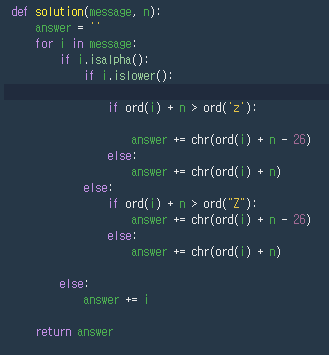 def solution(message, n):
    answer = ''
    for i in message:
        if i.isalpha():
            if i.islower():
                if ord(i) + n > ord('z'):
                    answer += chr(ord(i) + n - 26)
                else:
                    answer += chr(ord(i) + n)
            else:
                if ord(i) + n > ord("Z"):
                    answer += chr(ord(i) + n - 26)
                else:
                    answer += chr(ord(i) + n)
        else:
            answer += i
    return answer